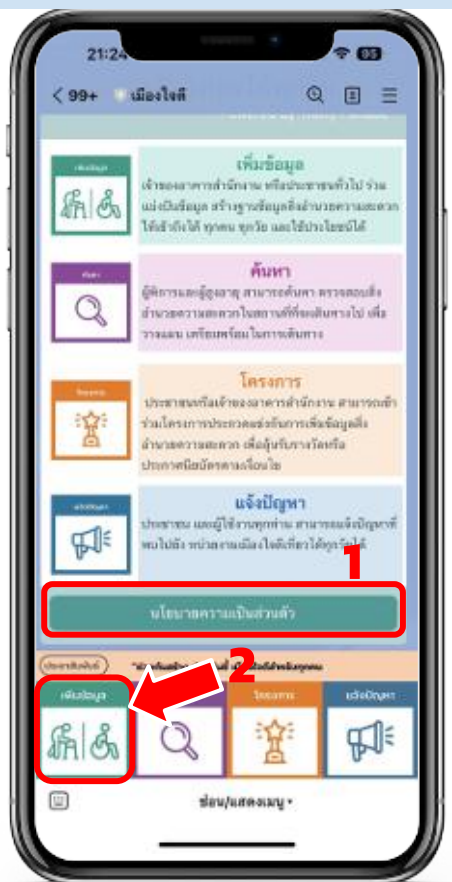 21:24
95
< 99+ เมืองใจดี
เพิ่มข้อมูล
เพิ่มข้อมูล
เจ้าของอาคารสำนักงาน หรือประชาชนทั่วไป ร่วม
แบ่งปันข้อมูล สร้างฐานข้อมูลสิ่งอำนวยความสะดวก
ให้เข้าถึงได้ ทุกคน ทุกวัย และใช้ประโยชน์ได้
ค้นหา
ค้นหา
ผู้พิการและผู้สูงอายุ สามารถค้นหา ตรวจสอบสิ่ง
อำนวยความสะดวกในสถานที่ที่จะเดินทางไป เพื่อ
วางแผน เตรียมพร้อม ในการเดินทาง
โครงการ
โครงการ
ประชาชนหรือเจ้าของอาคารสำนักงาน สามารถเข้า
ร่วมโครงการประกวดแข่งขันการเพิ่มข้อมูลสิ่ง
อำนวยความสะดวก เพื่อลุ้นรับรางวัลหรือ
ประกาศนียบัตรตามเงื่อนไข
แจ้งปัญหา
แจ้งปัญหา
ประชาชน และผู้ใช้งานทุกท่าน สามารถแจ้งปัญหาที่
พบไปยัง หน่วยงานเมืองใจดีเที่ยวได้ทุกวัยได้
1
นโยบายความเป็นส่วนตัว
ประชาสัมพันธ์
2
เพิ่มข้อมูล
โครงการ
แจ้งปัญหา
ซ่อน/แสดงเมนู